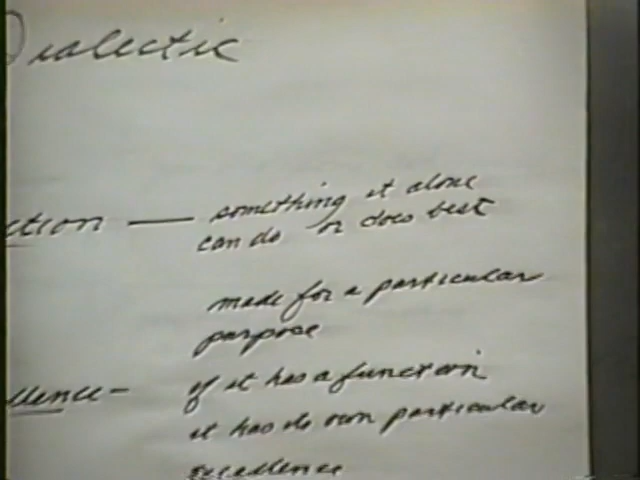 Dialectic
ction — something it alone
can do or does best
made for a particular
purpose
llence – if it has a function
it has its own particular
excellence